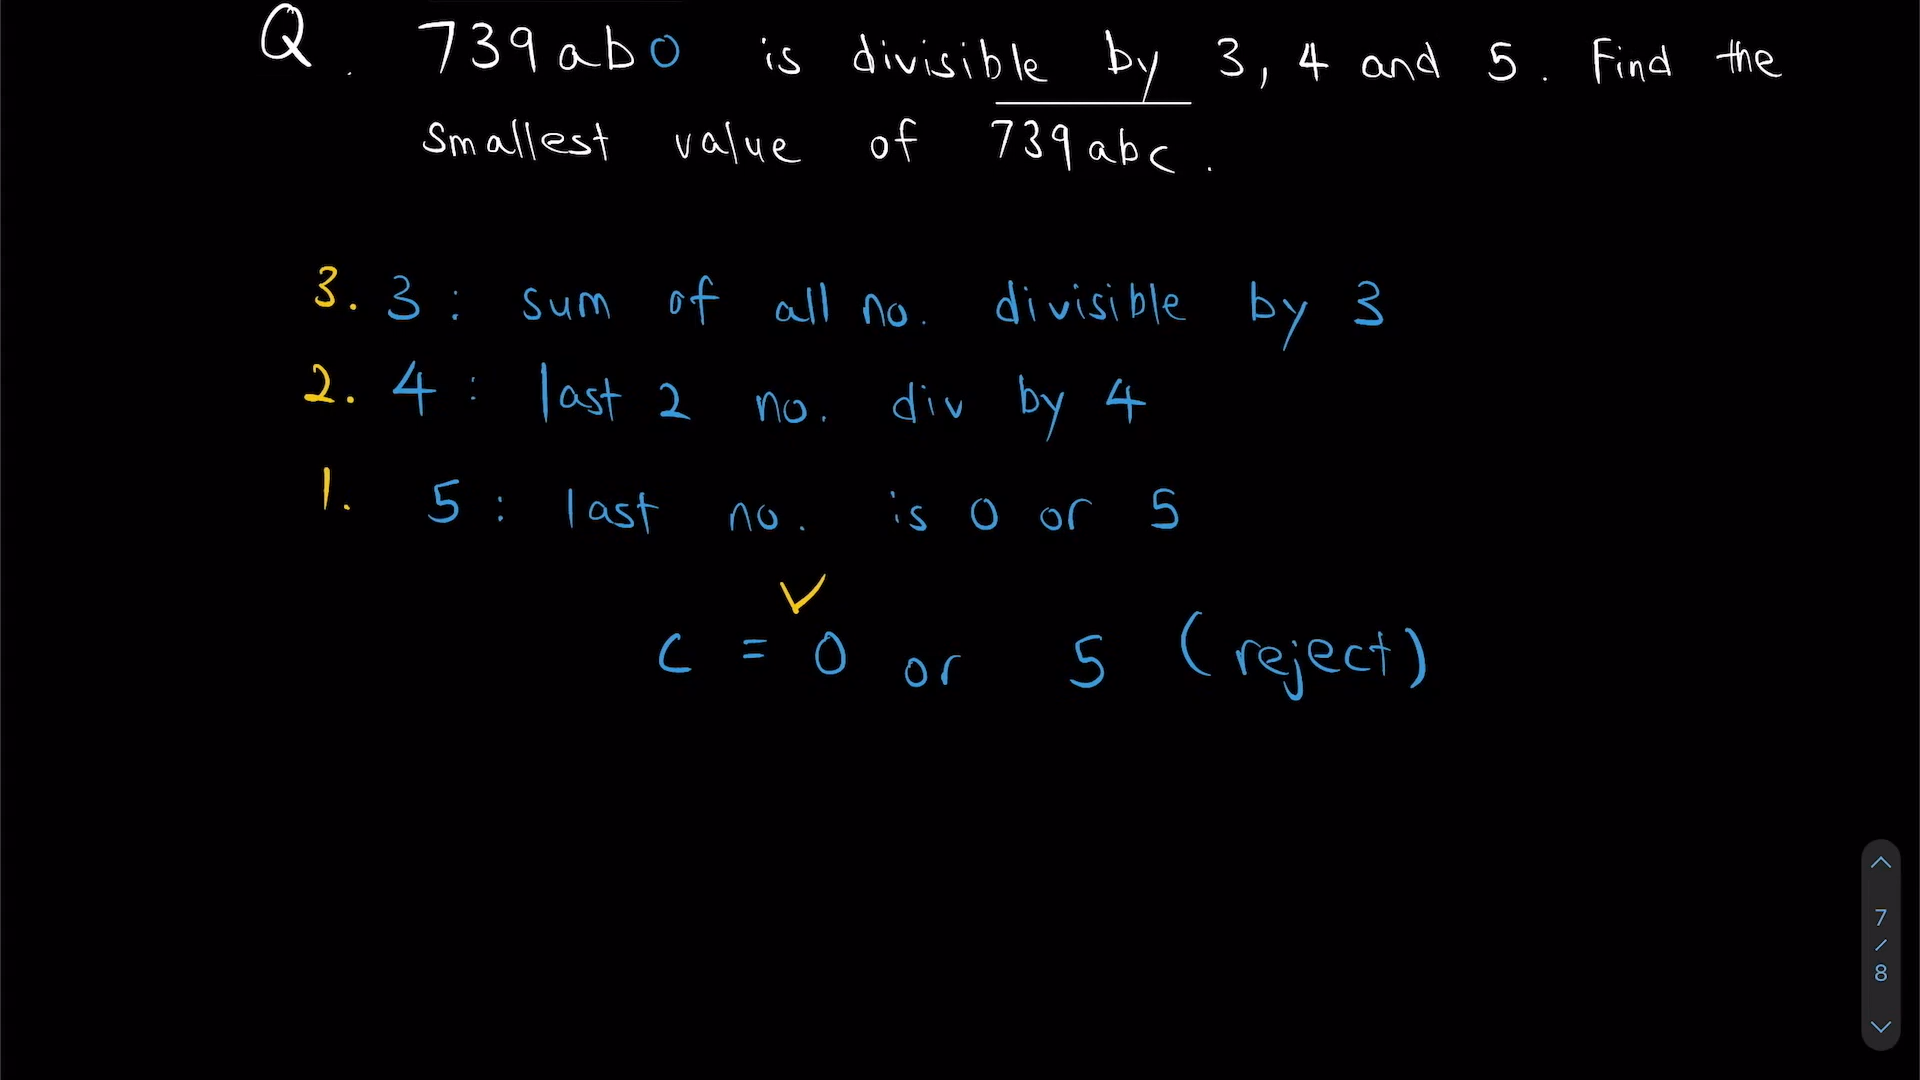 Q. 739ab0 is divisible by 3, 4 and 5. Find the
smallest value of 739abc.
3. 3: sum of all no. divisible by 3
2. 4: last 2 no. div by 4
1. 5: last no. is 0 or 5
✓
c = 0 or 5 (reject)
7
/
8